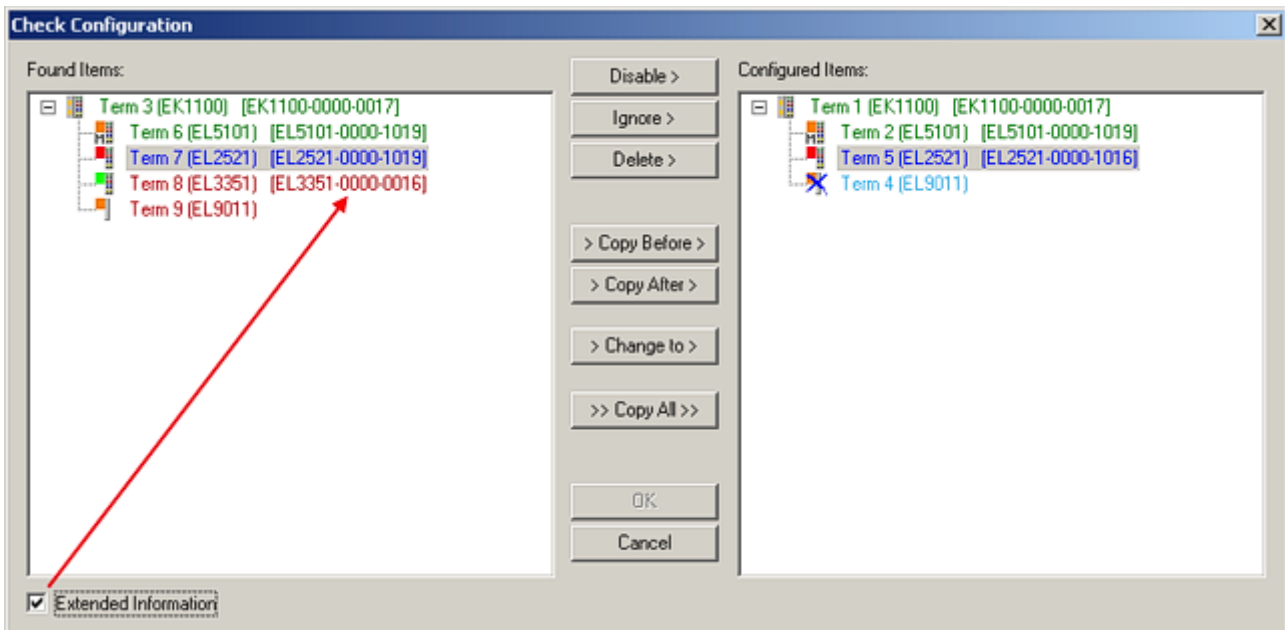 Check Configuration
Found Items:
Term 3 (EK1100) [EK1100-0000-0017]
Term 6 (EL5101) [EL5101-0000-1019]
Term 7 (EL2521) [EL2521-0000-1019]
Term 8 (EL3351) [EL3351-0000-0016]
Term 9 (EL9011)
Extended Information
Disable >
Ignore >
Delete >
> Copy Before >
> Copy After >
> Change to >
>> Copy All >>
OK
Cancel
Configured Items:
Term 1 (EK1100) [EK1100-0000-0017]
Term 2 (EL5101) [EL5101-0000-1019]
Term 5 (EL2521) [EL2521-0000-1016]
Term 4 (EL9011)